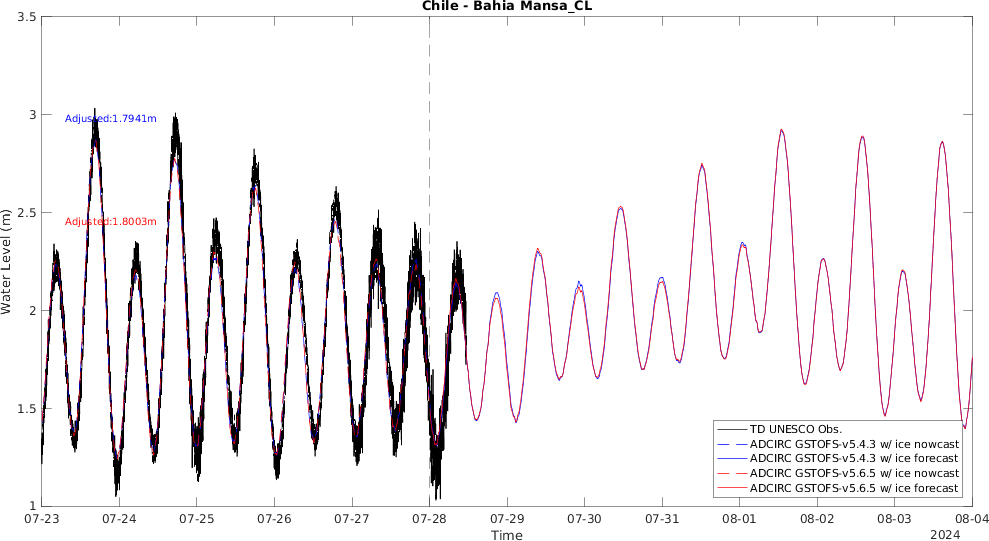 Chile - Bahia Mansa_CL
3.5
3
2.5
2
1.5
1
Water Level (m)
Adjusted:1.7941m
Adjusted:1.8003m
TD UNESCO Obs.
ADCIRC GSTOFS-v5.4.3 w/ ice nowcast
ADCIRC GSTOFS-v5.4.3 w/ ice forecast
ADCIRC GSTOFS-v5.6.5 w/ ice nowcast
ADCIRC GSTOFS-v5.6.5 w/ ice forecast
07-23 07-24 07-25 07-26 07-27 07-28 07-29 07-30 07-31 08-01 08-02 08-03 08-04
Time
2024